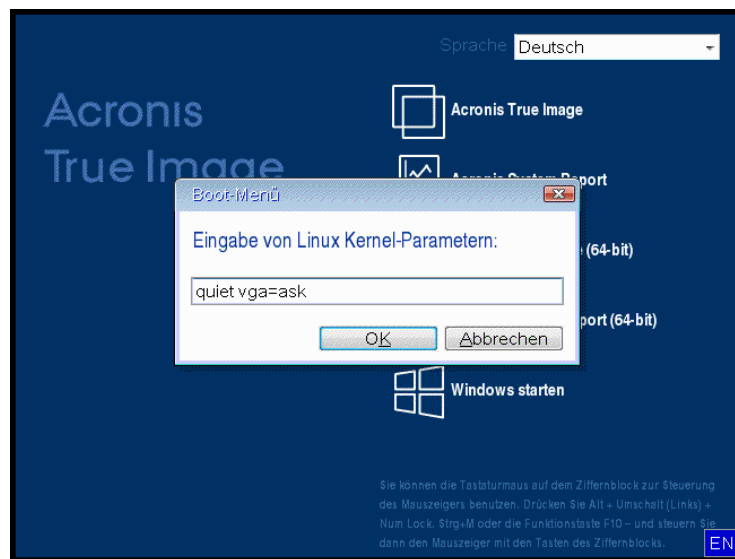 Sprache Deutsch
Acronis
True Image
Acronis True Image
Acronis System Report
(64-bit)
port (64-bit)
Windows starten
Boot-Menü
Eingabe von Linux Kernel-Parametern:
quiet vga=ask
OK Abbrechen
Sie können die Tastaturmaus auf dem Ziffernblock zur Steuerung
des Mauszeigers benutzen. Drücken Sie Alt + Umschalt (Links) +
Num Lock. Strg+M oder die Funktionstaste F10 – und steuern Sie
dann den Mauszeiger mit den Tasten des Ziffernblocks.
EN